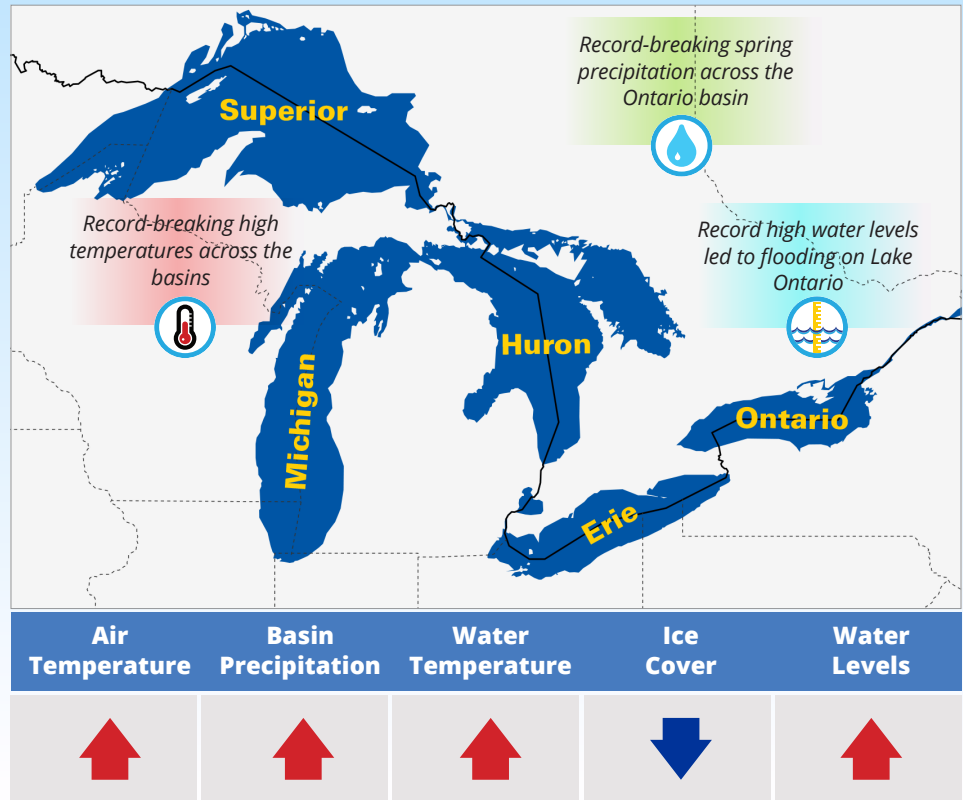 Superior
Record-breaking spring
precipitation across the
Ontario basin
Record-breaking high
temperatures across the
basins
Record high water levels
led to flooding on Lake
Ontario
Huron
Michigan
Ontario
Erie
Air
Temperature
Basin
Precipitation
Water
Temperature
Ice
Cover
Water
Levels